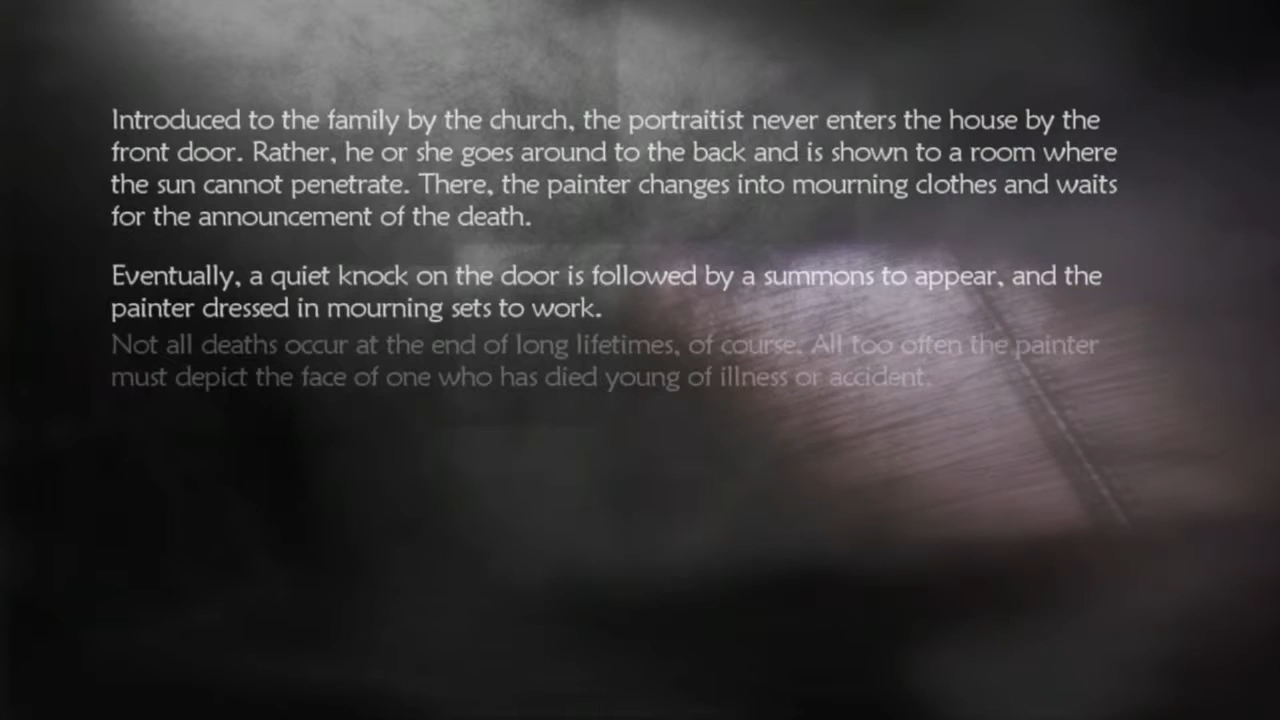 Introduced to the family by the church, the portraitist never enters the house by the
front door. Rather, he or she goes around to the back and is shown to a room where
the sun cannot penetrate. There, the painter changes into mourning clothes and waits
for the announcement of the death.
Eventually, a quiet knock on the door is followed by a summons to appear, and the
painter dressed in mourning sets to work.
Not all deaths occur at the end of long lifetimes, of course. All too often the painter
must depict the face of one who has died young of illness or accident.